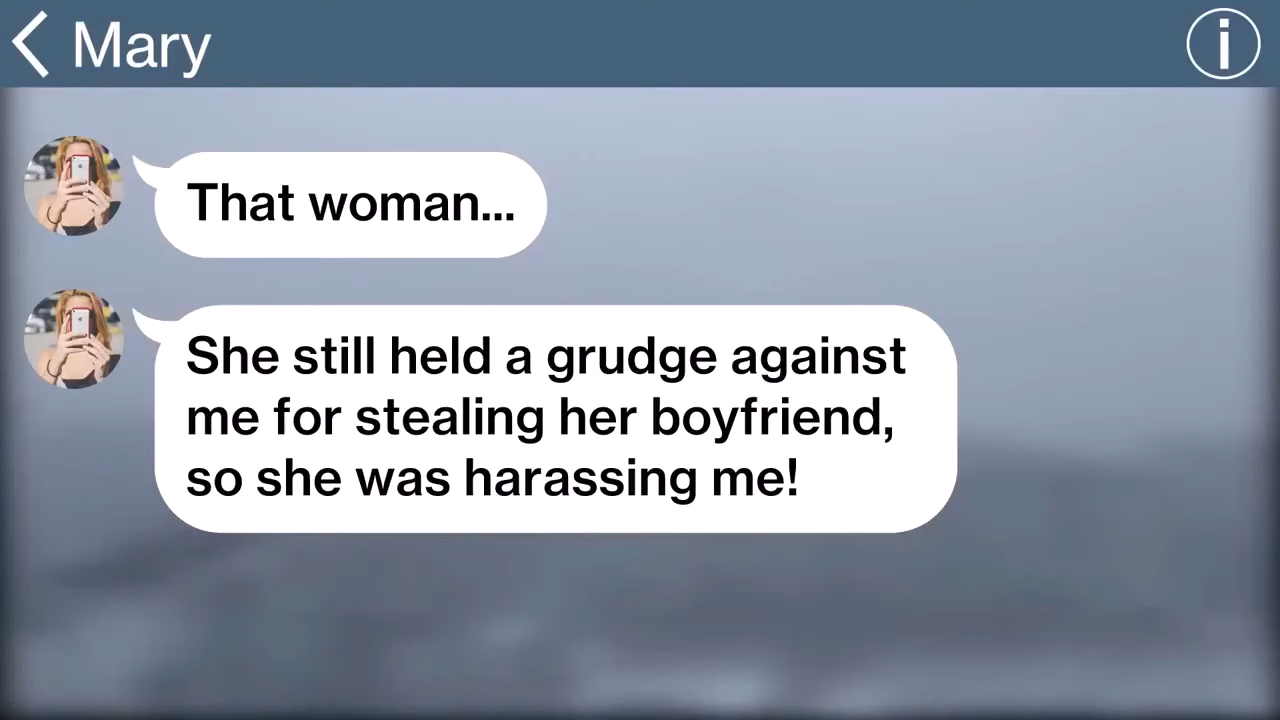 Mary
i
That woman...
She still held a grudge against
me for stealing her boyfriend,
so she was harassing me!